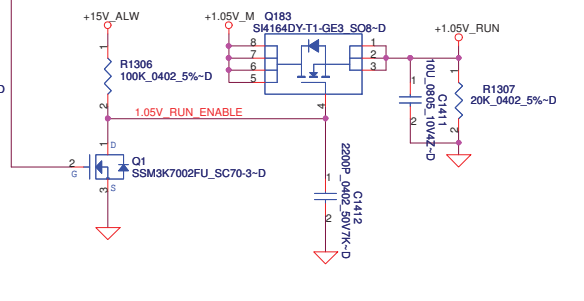 +15V_ALW
+1.05V_M
Q183
SI4164DY-T1-GE3_SO8~D
+1.05V_RUN
8
7
6
5
1
2
3
4
1
R1306
100K_0402_5%~D
2
1.05V_RUN_ENABLE
1
10U_0805_10V4Z~D
C1411
2
1
R1307
20K_0402_5%~D
2
D
1
D
2
G
Q1
SSM3K7002FU_SC70-3~D
3
S
1
2200P_0402_50V7K~D
C1412
2